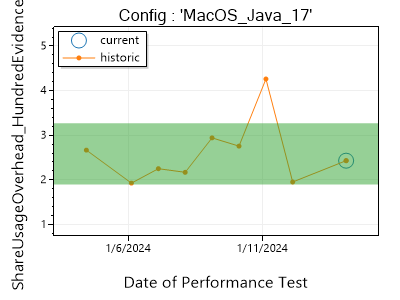 Config : 'MacOS_Java_17'
ShareUsageOverhead_HundredEvidence
current
historic
5
4
3
2
1
1/6/2024
1/11/2024
Date of Performance Test